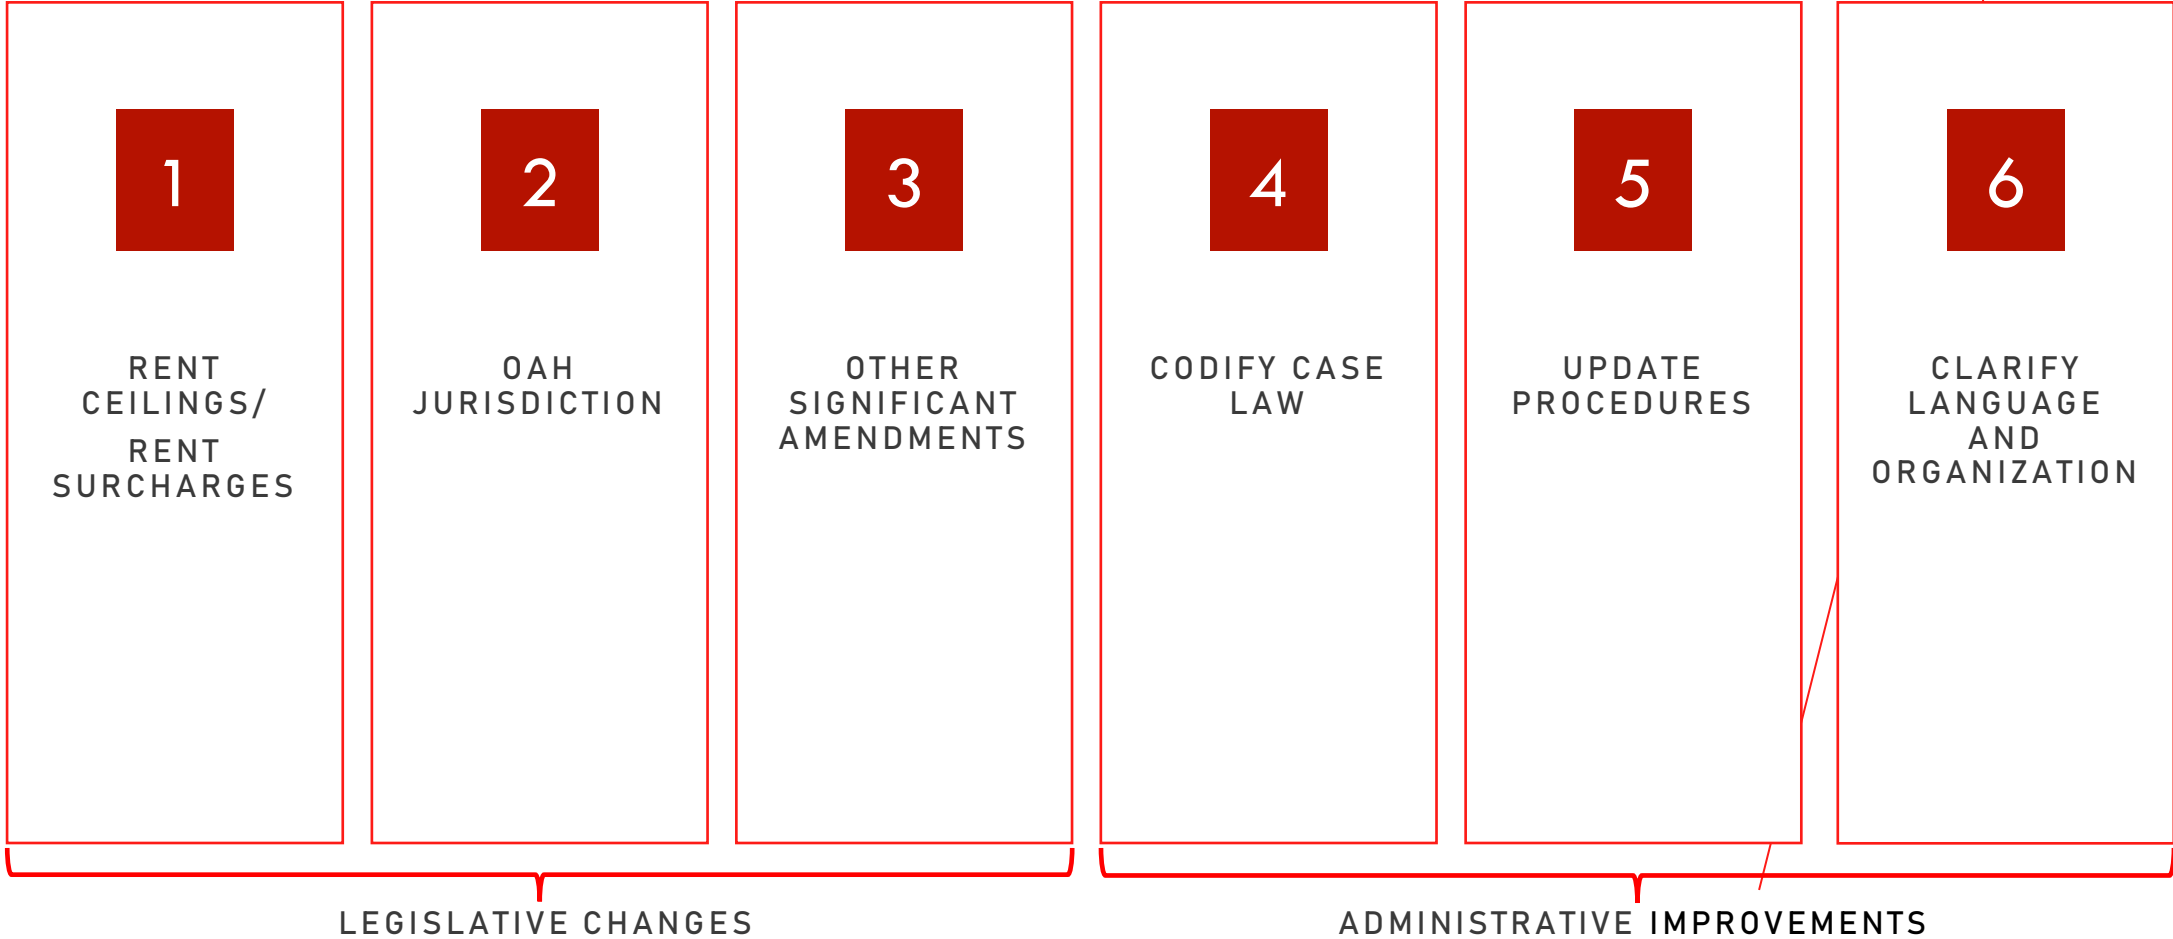 1
RENT
CEILINGS/
RENT
SURCHARGES
2
OAH
JURISDICTION
3
OTHER
SIGNIFICANT
AMENDMENTS
4
CODIFY CASE
LAW
5
UPDATE
PROCEDURES
6
CLARIFY
LANGUAGE
AND
ORGANIZATION
LEGISLATIVE CHANGES
ADMINISTRATIVE IMPROVEMENTS